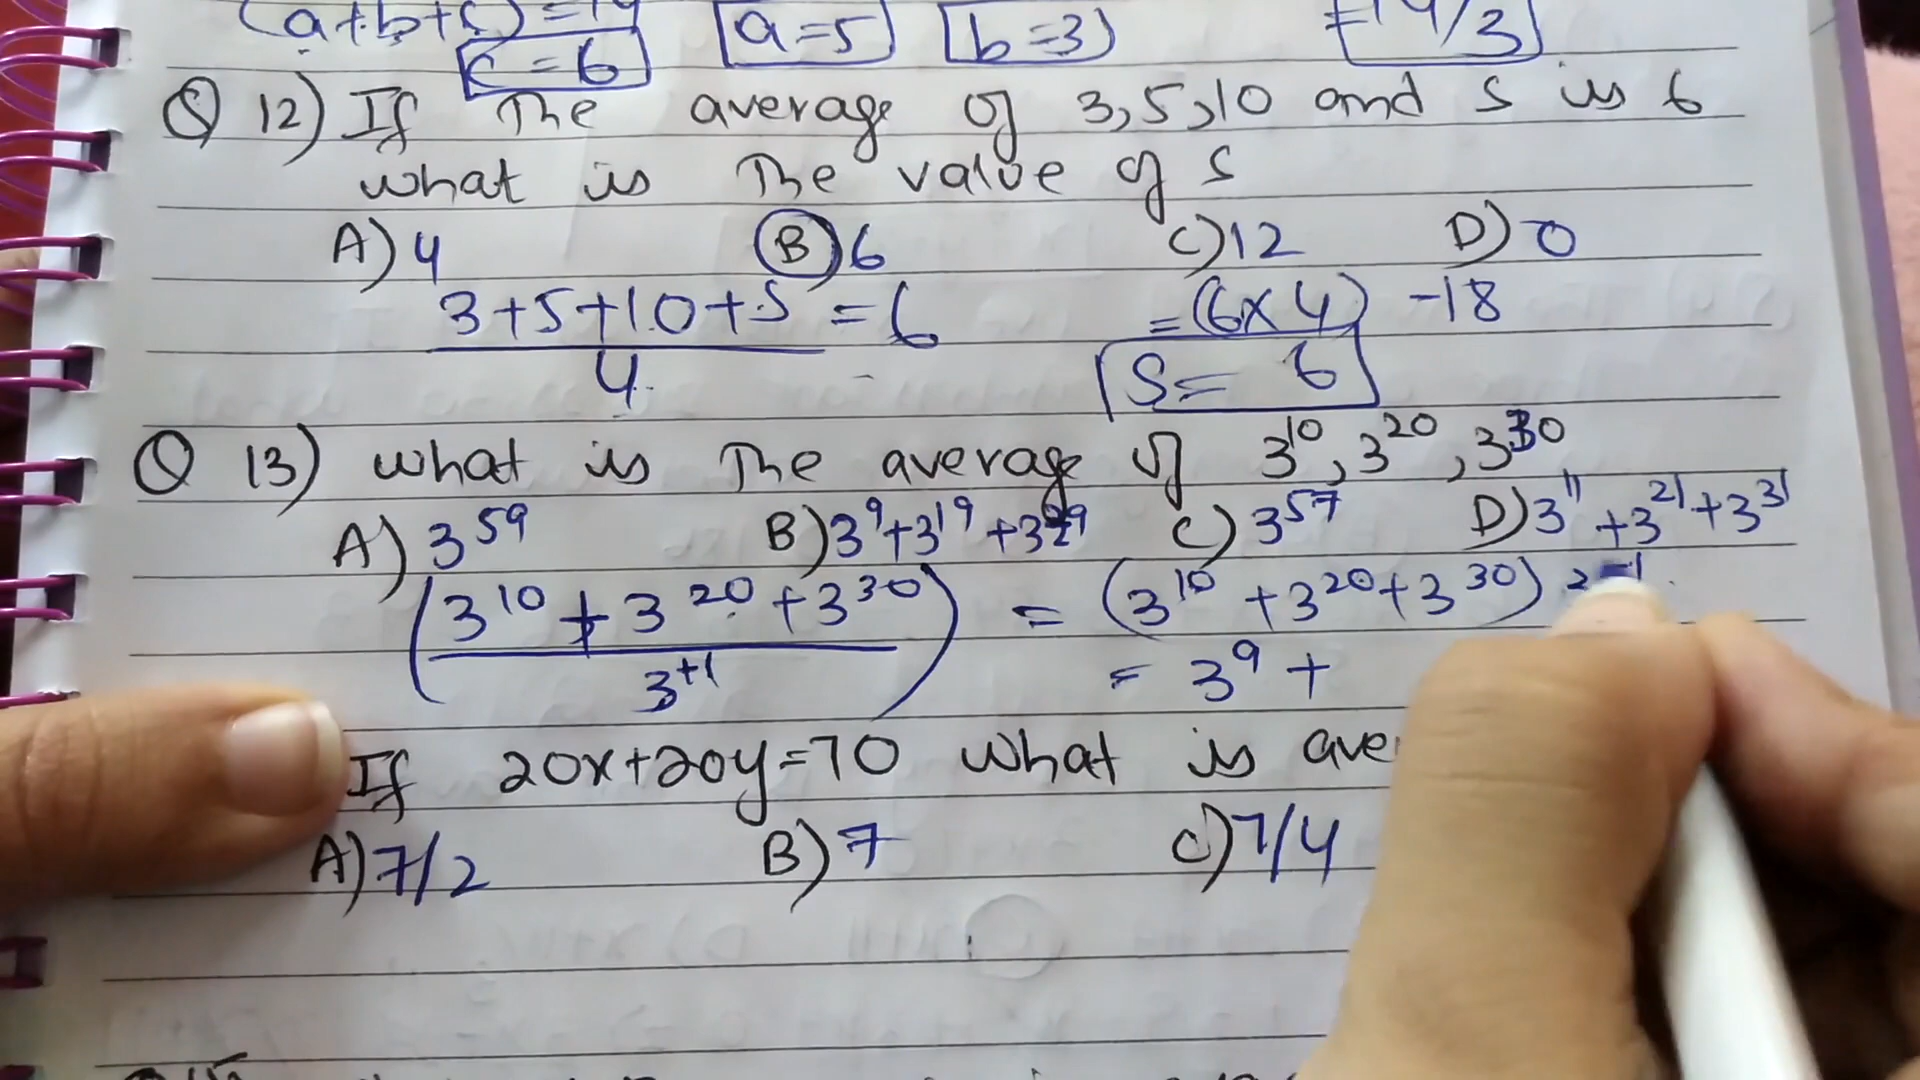 (a+b+c) =14
c=6 a=5 b=3 =14/3
Q 12) If The average of 3,5,10 and S is 6
what is The value of S
A) 4 B) 6 C) 12 D) 0
3+5+10+S = 6 = (6x4) -18
4 S= 6
Q 13) what is The average of 3^10, 3^20, 3^30
A) 3^59 B) 3^9+3^19+3^29 C) 3^57 D) 3^11+3^21+3^31
(3^10+3^20+3^30) = (3^10+3^20+3^30)
3^+1 = 3^9 +
If 20x+20y=70 what is ave
A) 7/2 B) 7 C) 7/4